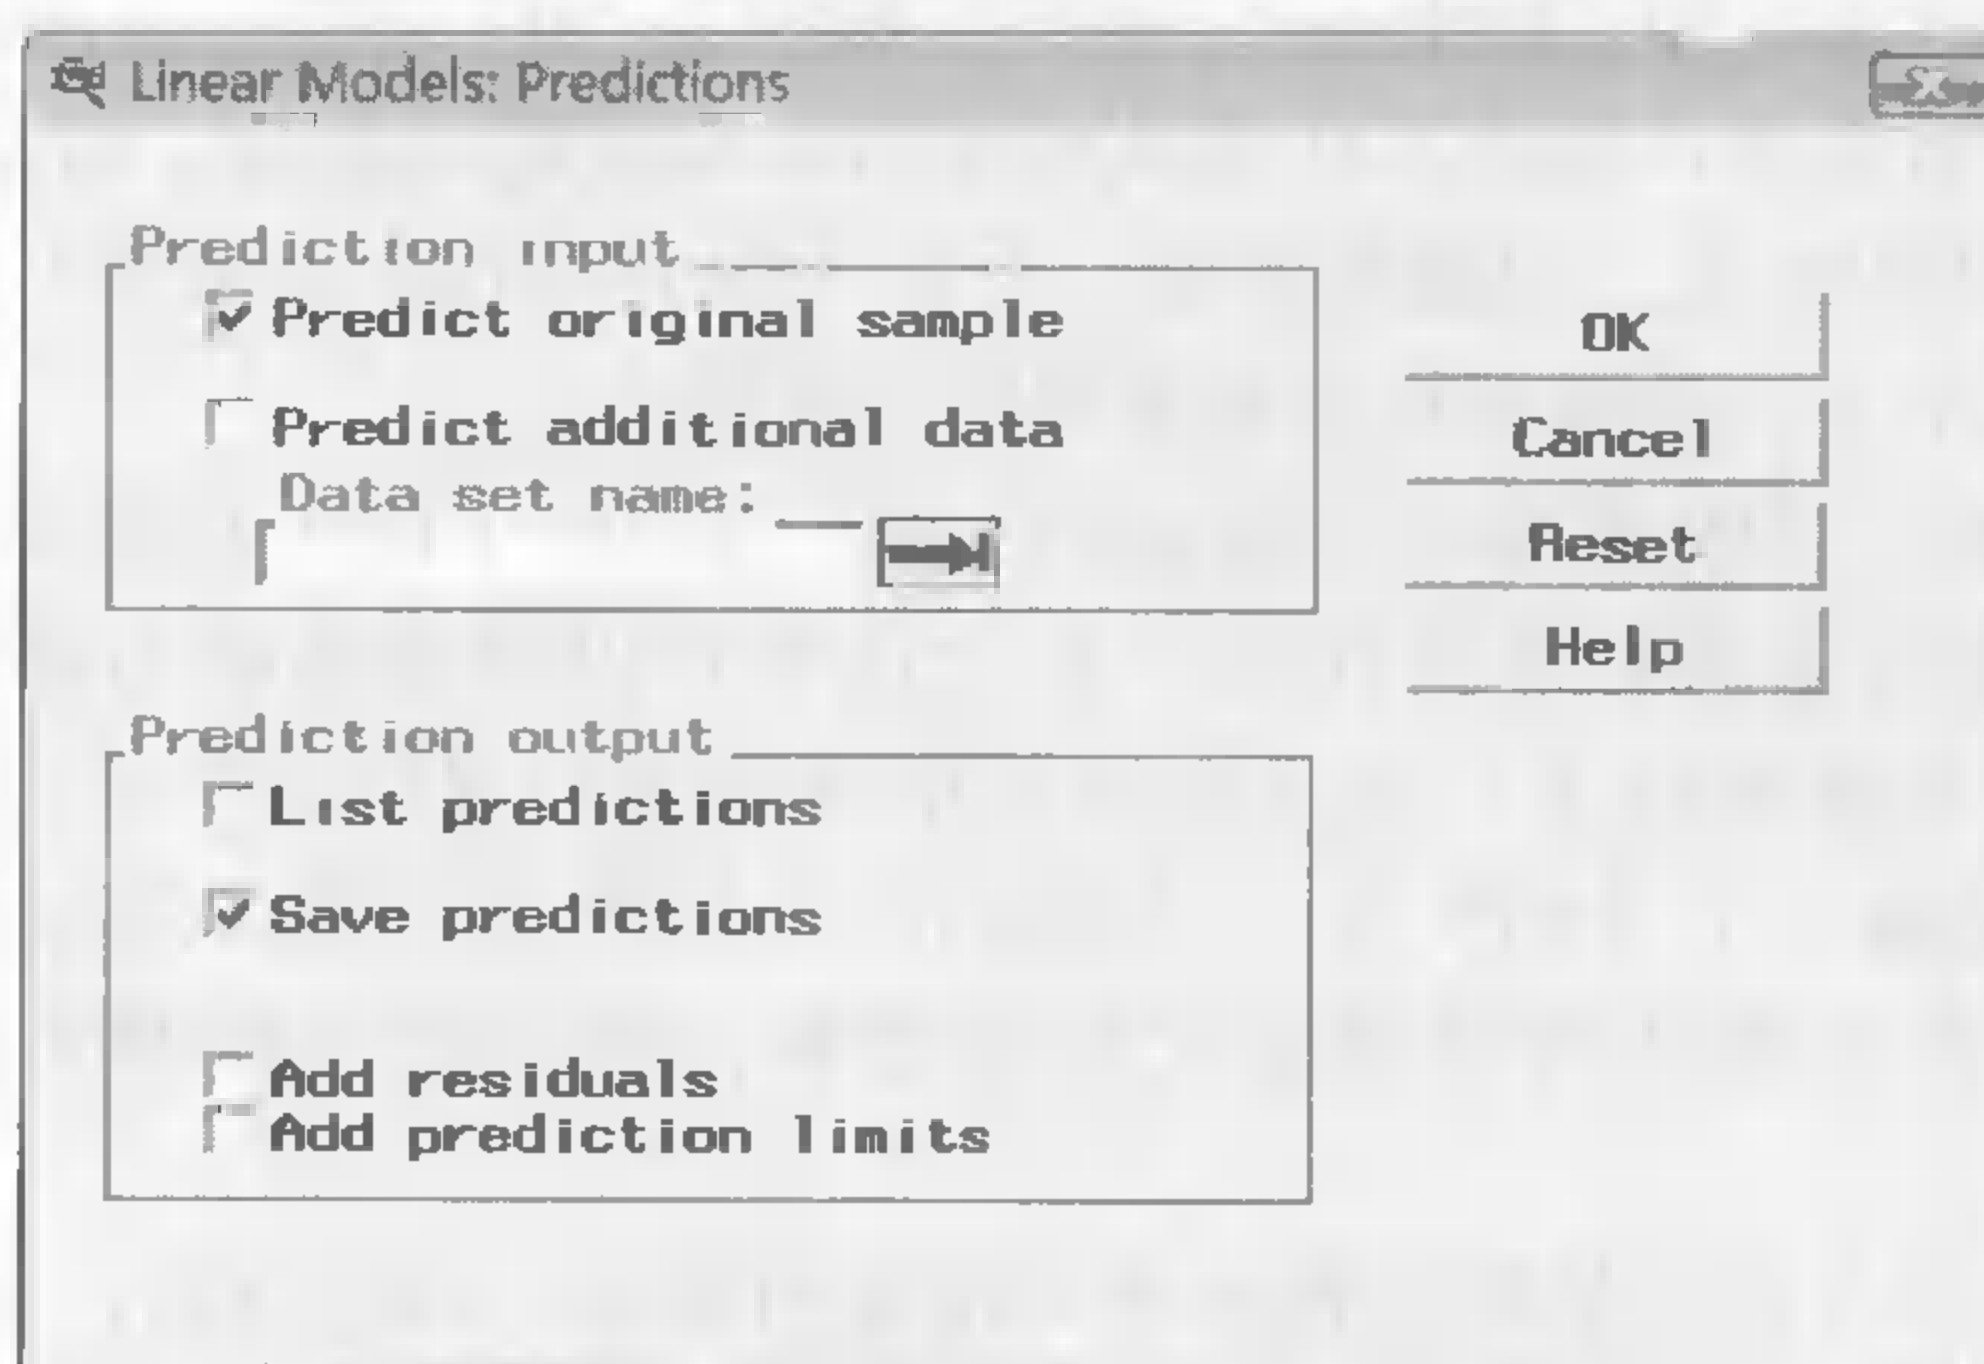 Linear Models: Predictions
Prediction input
Predict original sample
Predict additional data
Data set name:
Prediction output
List predictions
Save predictions
Add residuals
Add prediction limits
OK
Cancel
Reset
Help